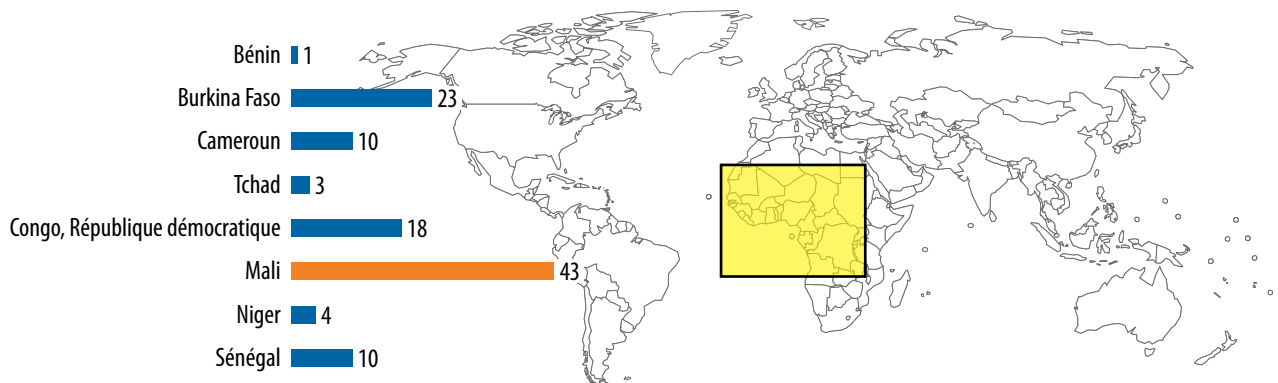 Bénin 1
Burkina Faso 23
Cameroun 10
Tchad 3
Congo, République démocratique 18
Mali 43
Niger 4
Sénégal 10